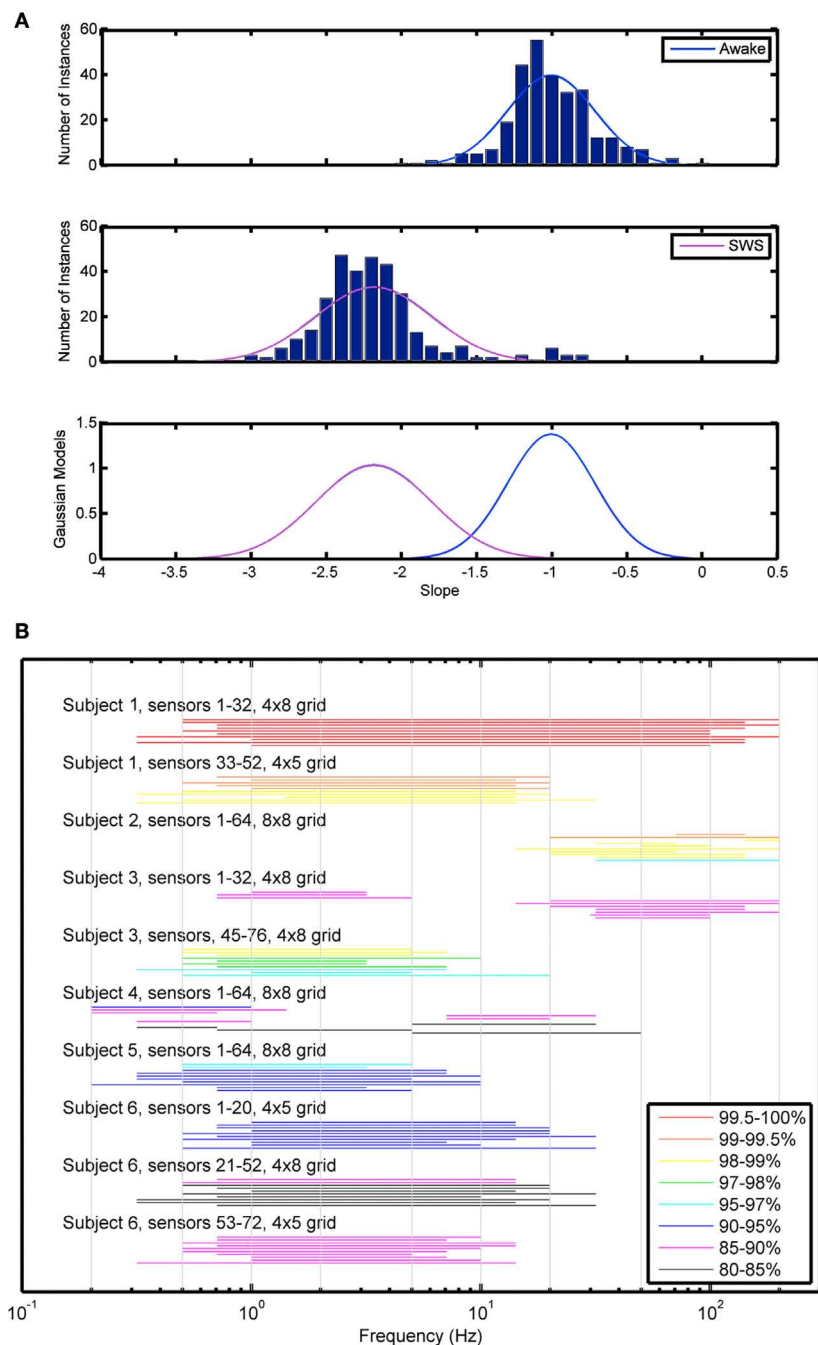 A
Number of Instances
60
40
20
0
Awake
Number of Instances
60
40
20
0
SWS
Gaussian Models
1.5
1
0.5
0
-4 -3.5 -3 -2.5 -2 -1.5 -1 -0.5 0 0.5
Slope
B
Subject 1, sensors 1-32, 4x8 grid
Subject 1, sensors 33-52, 4x5 grid
Subject 2, sensors 1-64, 8x8 grid
Subject 3, sensors 1-32, 4x8 grid
Subject 3, sensors, 45-76, 4x8 grid
Subject 4, sensors 1-64, 8x8 grid
Subject 5, sensors 1-64, 8x8 grid
Subject 6, sensors 1-20, 4x5 grid
Subject 6, sensors 21-52, 4x8 grid
Subject 6, sensors 53-72, 4x5 grid
99.5-100%
99-99.5%
98-99%
97-98%
95-97%
90-95%
85-90%
80-85%
10⁻¹ 10⁰ 10¹ 10²
Frequency (Hz)